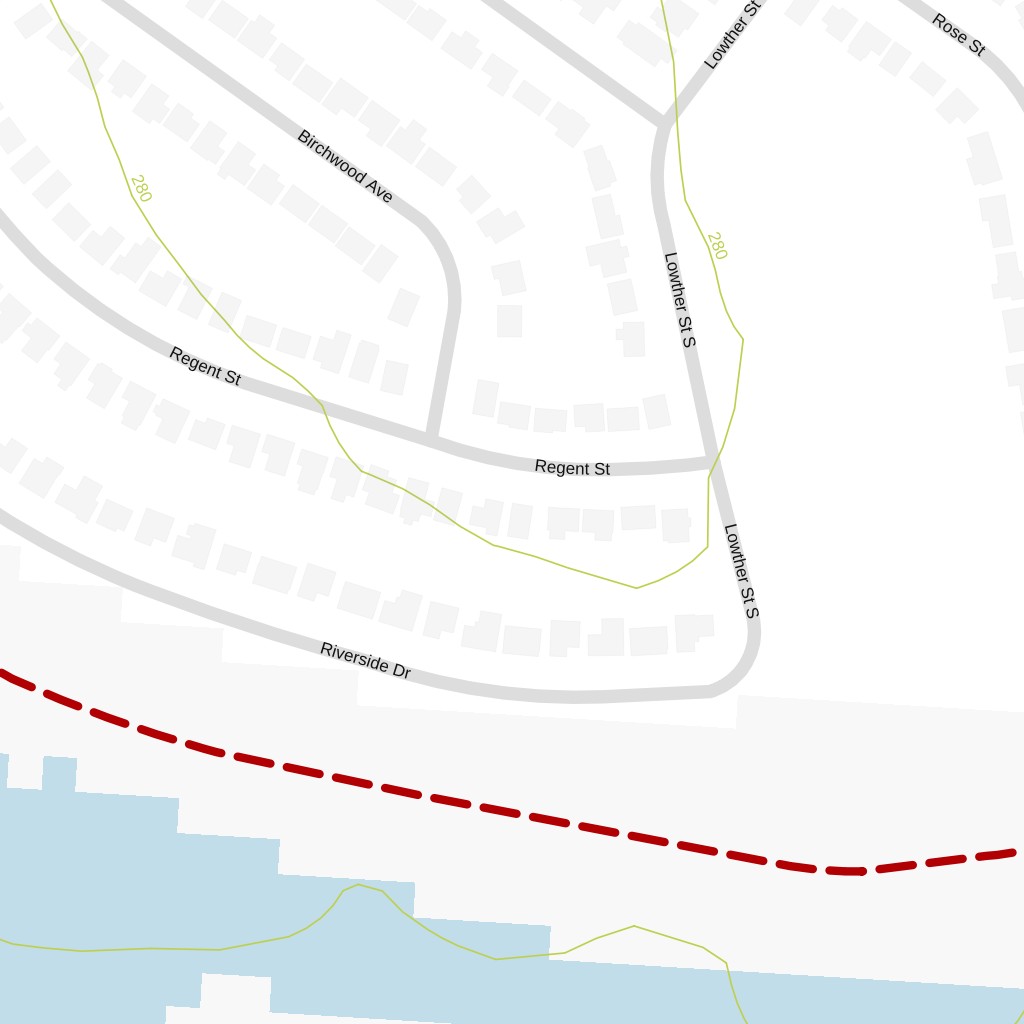 Lowther St
Rose St
Birchwood Ave
280
280
Lowther St S
Regent St
Regent St
Lowther St S
Riverside Dr